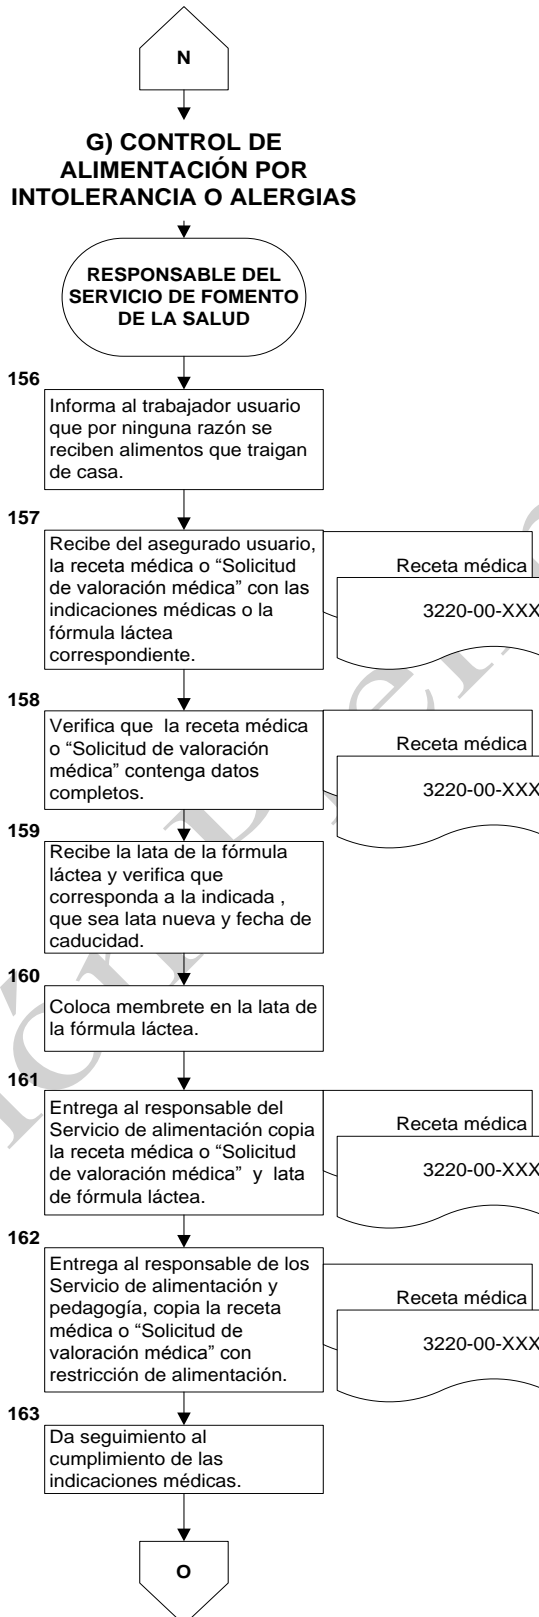 N
G) CONTROL DE
ALIMENTACIÓN POR
INTOLERANCIA O ALERGIAS
RESPONSABLE DEL
SERVICIO DE FOMENTO
DE LA SALUD
156
Informa al trabajador usuario
que por ninguna razón se
reciben alimentos que traigan
de casa.
157
Recibe del asegurado usuario,
la receta médica o “Solicitud
de valoración médica” con las
indicaciones médicas o la
fórmula láctea
correspondiente.
Receta médica
3220-00-XXX
158
Verifica que la receta médica
o “Solicitud de valoración
médica” contenga datos
completos.
Receta médica
3220-00-XXX
159
Recibe la lata de la fórmula
láctea y verifica que
corresponda a la indicada ,
que sea lata nueva y fecha de
caducidad.
160
Coloca membrete en la lata de
la fórmula láctea.
161
Entrega al responsable del
Servicio de alimentación copia
la receta médica o “Solicitud
de valoración médica” y lata
de fórmula láctea.
Receta médica
3220-00-XXX
162
Entrega al responsable de los
Servicio de alimentación y
pedagogía, copia la receta
médica o “Solicitud de
valoración médica” con
restricción de alimentación.
Receta médica
3220-00-XXX
163
Da seguimiento al
cumplimiento de las
indicaciones médicas.
O